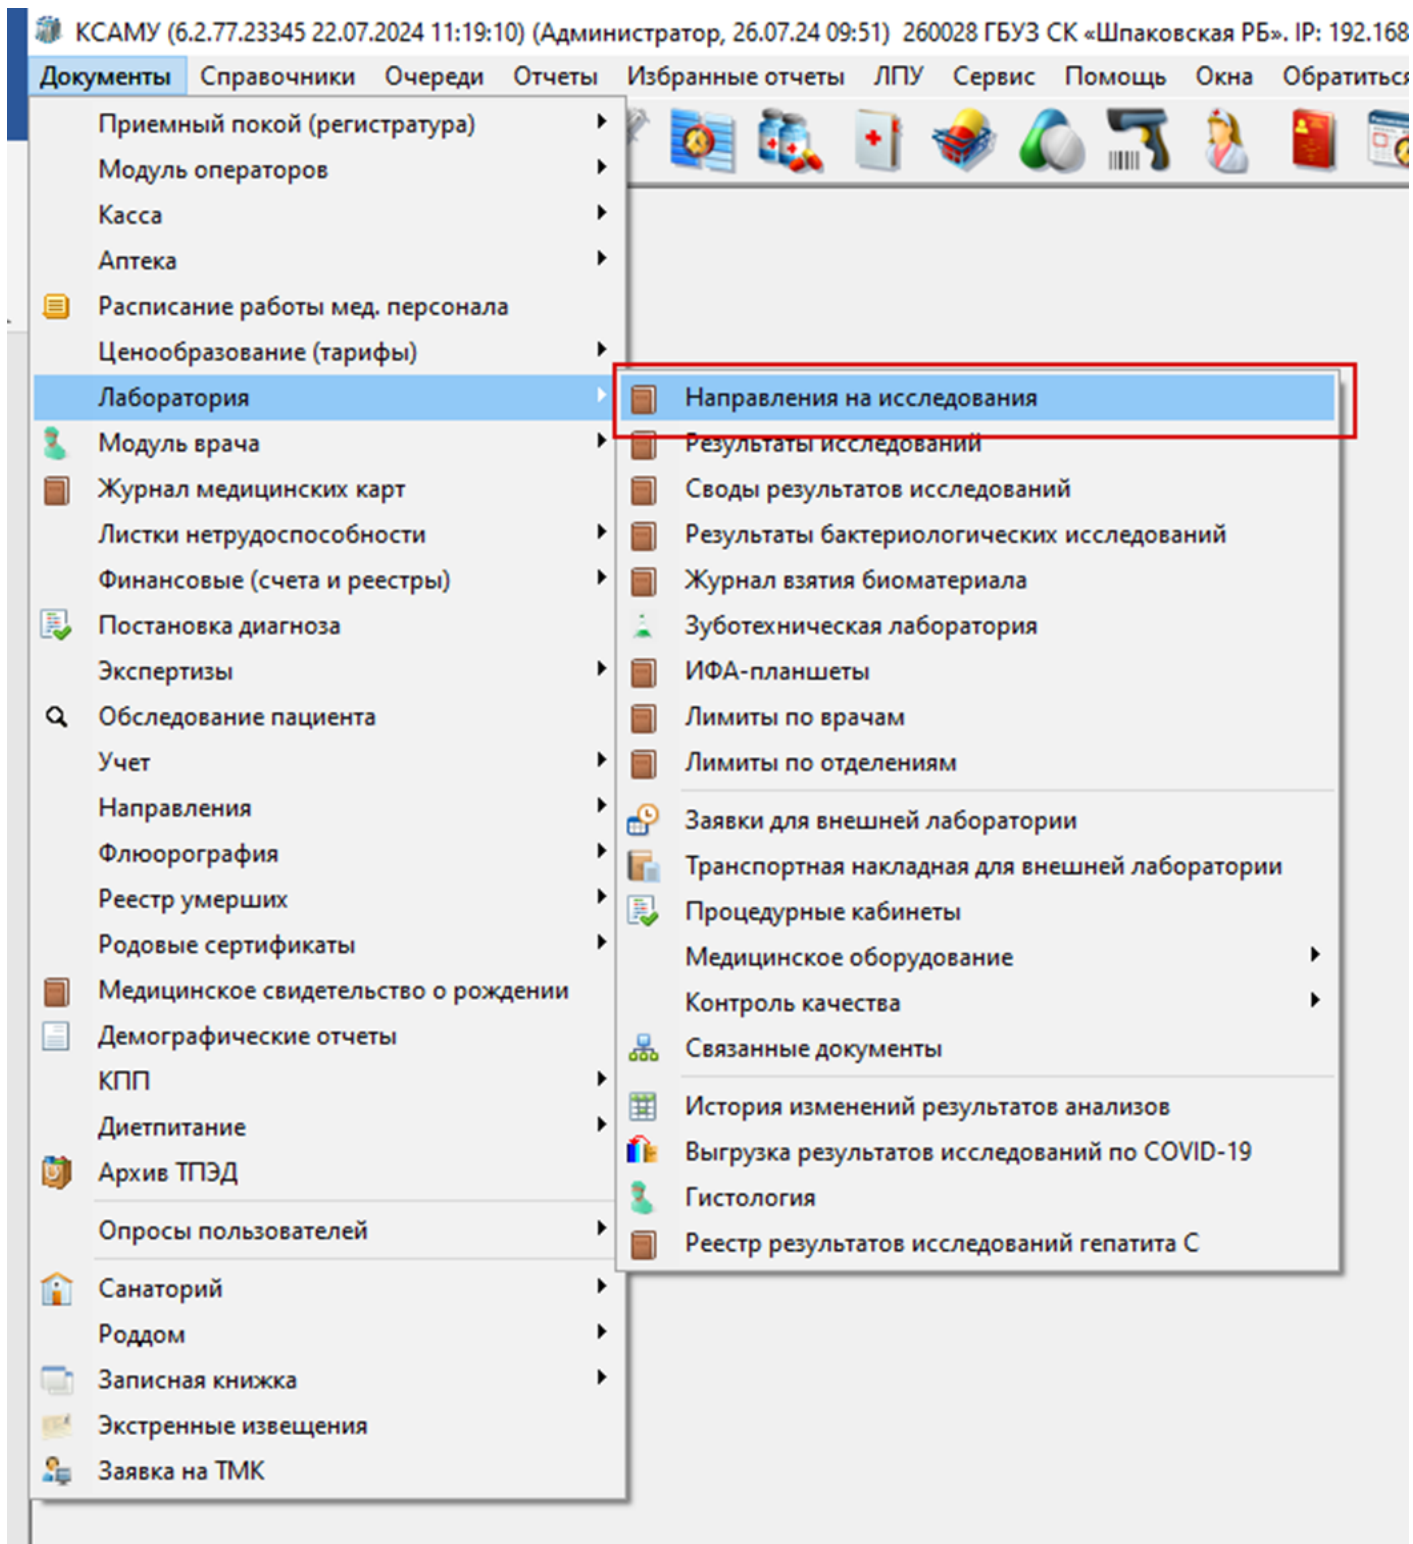 КСАМУ (6.2.77.23345 22.07.2024 11:19:10) (Администратор, 26.07.24 09:51) 260028 ГБУЗ СК «Шпаковская РБ». IP: 192.168
Документы Справочники Очереди Отчеты Избранные отчеты ЛПУ Сервис Помощь Окна Обратиться
Приемный покой (регистратура)
Модуль операторов
Касса
Аптека
Расписание работы мед. персонала
Ценообразование (тарифы)
Лаборатория
Модуль врача
Журнал медицинских карт
Листки нетрудоспособности
Финансовые (счета и реестры)
Постановка диагноза
Экспертизы
Обследование пациента
Учет
Направления
Флюорография
Реестр умерших
Родовые сертификаты
Медицинское свидетельство о рождении
Демографические отчеты
КПП
Диетпитание
Архив ТПЭД
Опросы пользователей
Санаторий
Роддом
Записная книжка
Экстренные извещения
Заявка на ТМК
Направления на исследования
Результаты исследований
Своды результатов исследований
Результаты бактериологических исследований
Журнал взятия биоматериала
Зуботехническая лаборатория
ИФА-планшеты
Лимиты по врачам
Лимиты по отделениям
Заявки для внешней лаборатории
Транспортная накладная для внешней лаборатории
Процедурные кабинеты
Медицинское оборудование
Контроль качества
Связанные документы
История изменений результатов анализов
Выгрузка результатов исследований по COVID-19
Гистология
Реестр результатов исследований гепатита С